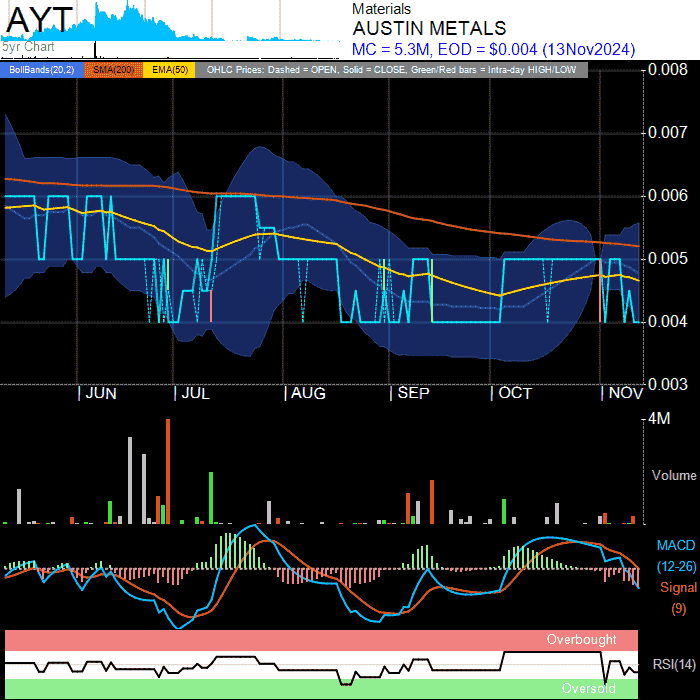 AYT
5yr Chart
Materials
AUSTIN METALS
MC = 5.3M, EOD = $0.004 (13Nov2024)
BollBands(20,2) SMA(200) EMA(50) OHLC Prices: Dashed = OPEN, Solid = CLOSE, Green/Red bars = Intra-day HIGH/LOW
0.008
0.007
0.006
0.005
0.004
0.003
JUN JUL AUG SEP OCT NOV
4M
Volume
MACD
(12-26)
Signal
(9)
Overbought
RSI(14)
Oversold